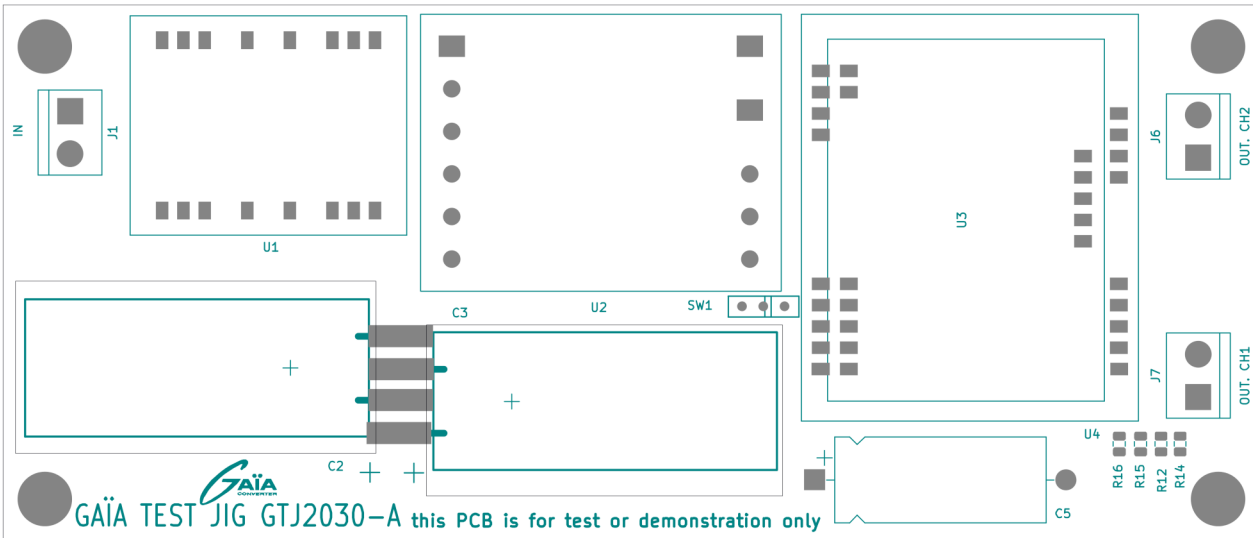 IN
J1
U1
U2
SW1
C3
U3
J6
OUT. CH2
J7
OUT. CH1
U4
R16
R15
R12
R14
C5
C2
GAÏA
CONVERTER
GAÏA TEST JIG GTJ2030-A this PCB is for test or demonstration only